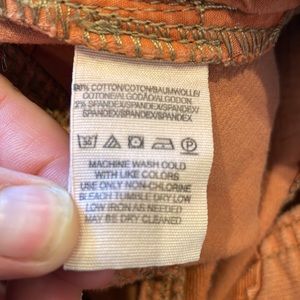 98% COTTON/COTON/BAUMWOLLE/
COTONE/ALGODÃO/ALGODON
2% SPANDEX/SPANDEX/SPANDEX/
SPANDEX/SPANDEX/SPANDEX
MACHINE WASH COLD
WITH LIKE COLORS
USE ONLY NON-CHLORINE
BLEACH TUMBLE DRY LOW
LOW IRON AS NEEDED
MAY BE DRY CLEANED